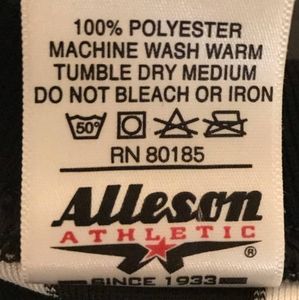 100% POLYESTER
MACHINE WASH WARM
TUMBLE DRY MEDIUM
DO NOT BLEACH OR IRON
50°
RN 80185
Alleson
ATHLETIC
®
SINCE 1933